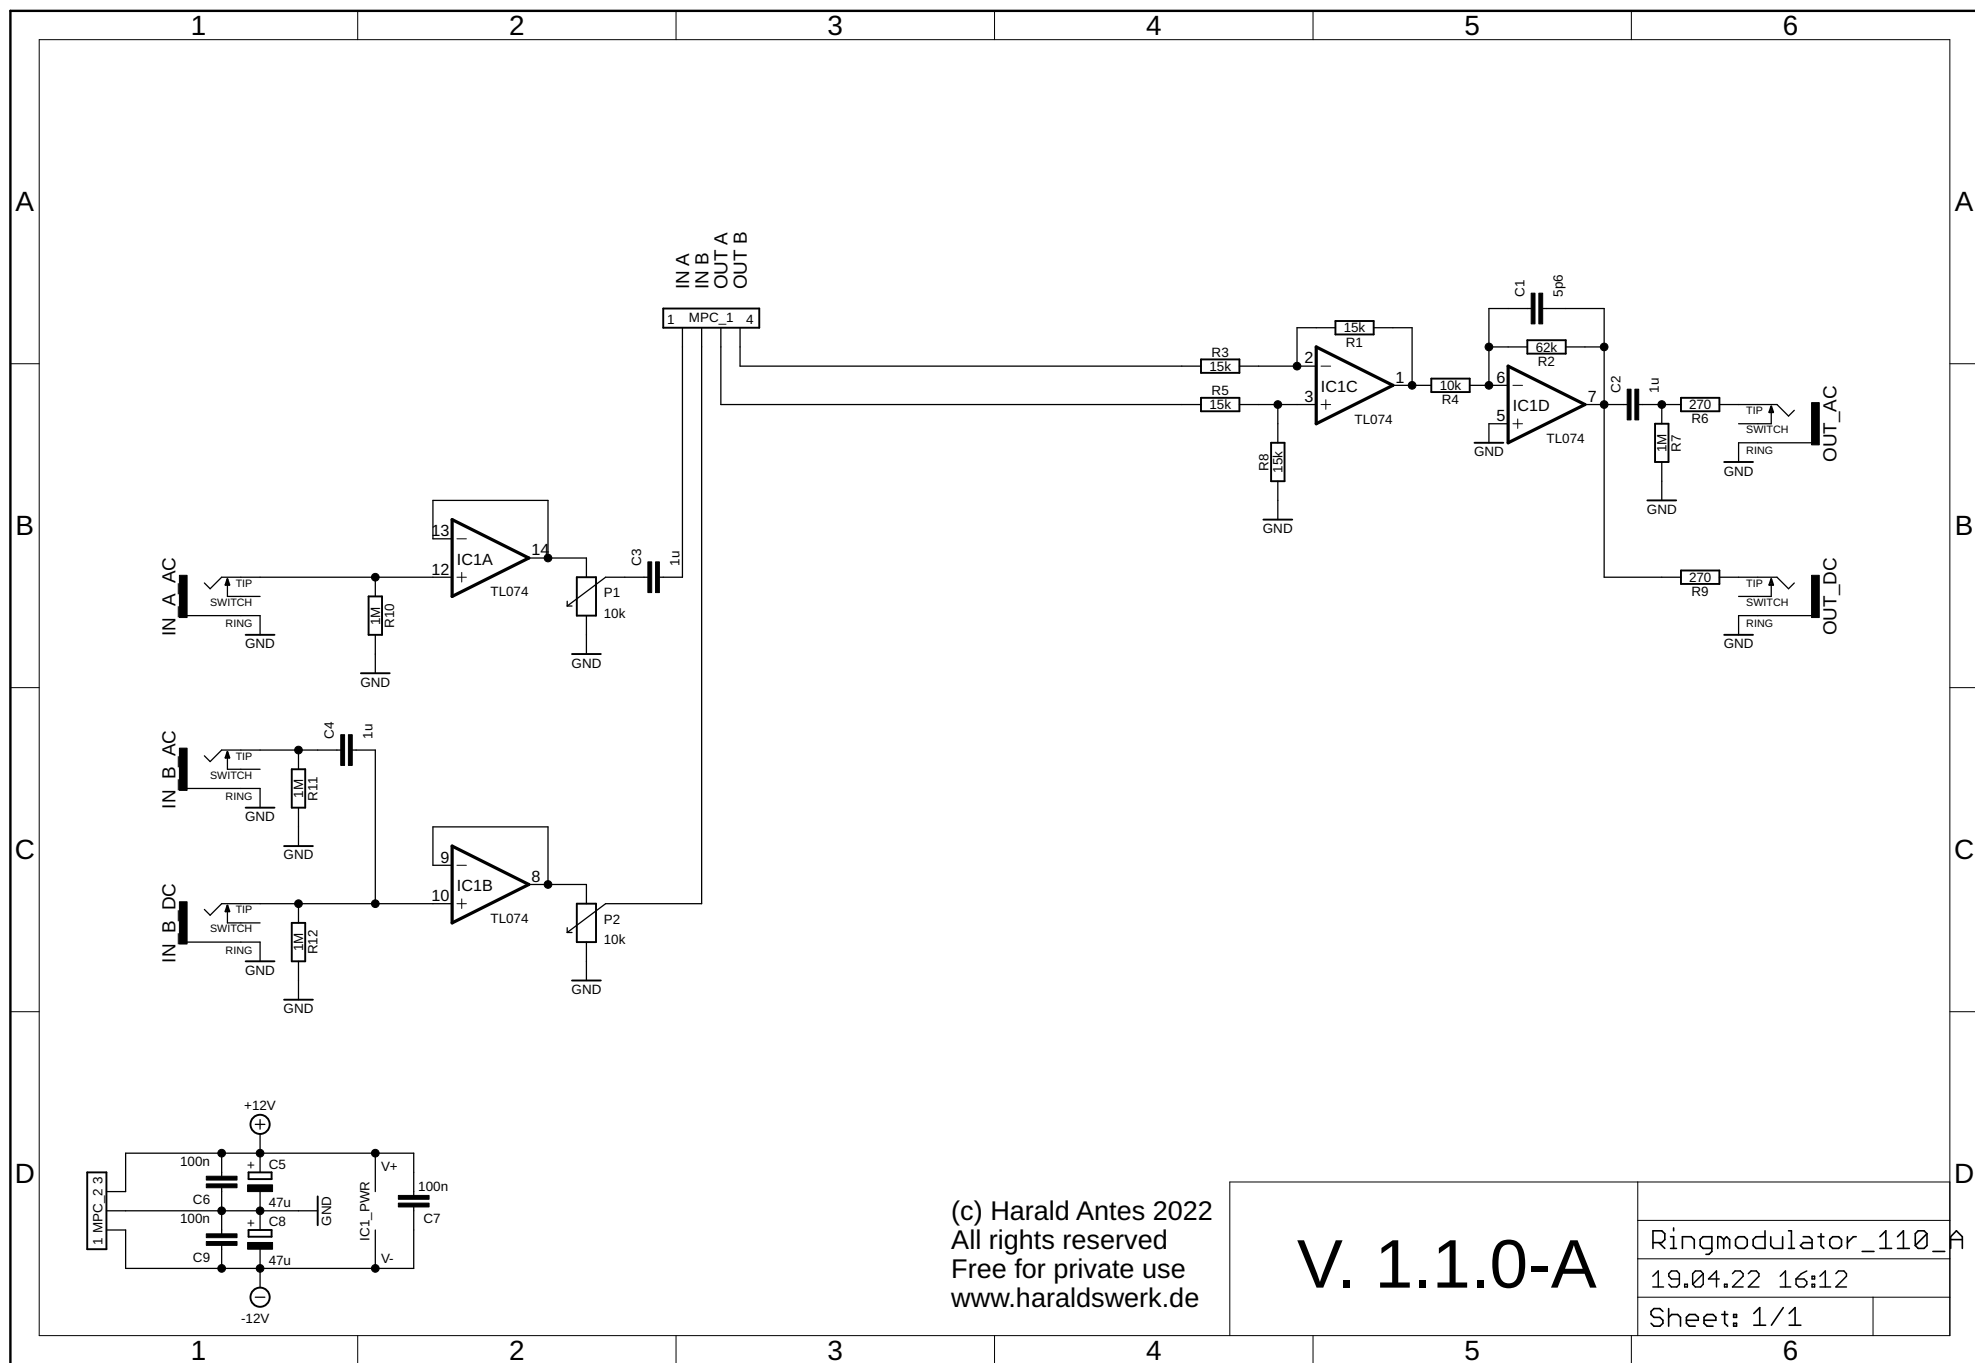 1 2 3 4 5 6
A A
IN A
IN B
OUT A
OUT B
1 MPC_1 4
R3
15k
R5
15k
R8
15k
GND
15k
R1
2
3
IC1C
1
TL074
10k
R4
C1
5p6
62k
R2
6
5
IC1D
7
TL074
GND
C2
1u
1M
R7
GND
270
R6
TIP
SWITCH
RING
GND
OUT_AC
270
R9
TIP
SWITCH
RING
GND
OUT_DC
B B
IN_A_AC
TIP
SWITCH
RING
GND
1M
R10
GND
13
12
IC1A
14
TL074
P1
10k
GND
C3
1u
IN_B_AC
TIP
SWITCH
RING
GND
1M
R11
GND
C4
1u
C C
IN_B_DC
TIP
SWITCH
RING
GND
1M
R12
GND
9
10
IC1B
8
TL074
P2
10k
GND
D D
+12V
100n
C6
C5
47u
100n
C9
C8
47u
GND
1 MPC_2 3
V+
IC1_PWR
V-
100n
C7
-12V
(c) Harald Antes 2022
All rights reserved
Free for private use
www.haraldswerk.de
V. 1.1.0-A
Ringmodulator_110_A
19.04.22 16:12
Sheet: 1/1
1 2 3 4 5 6